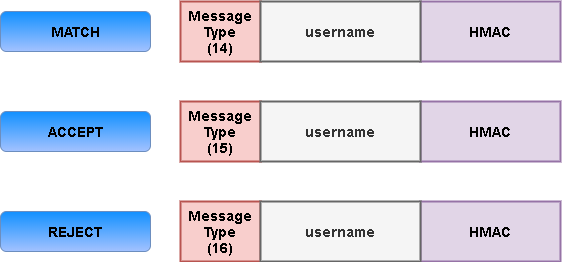 MATCH
Message
Type
(14)
username
HMAC
ACCEPT
Message
Type
(15)
username
HMAC
REJECT
Message
Type
(16)
username
HMAC